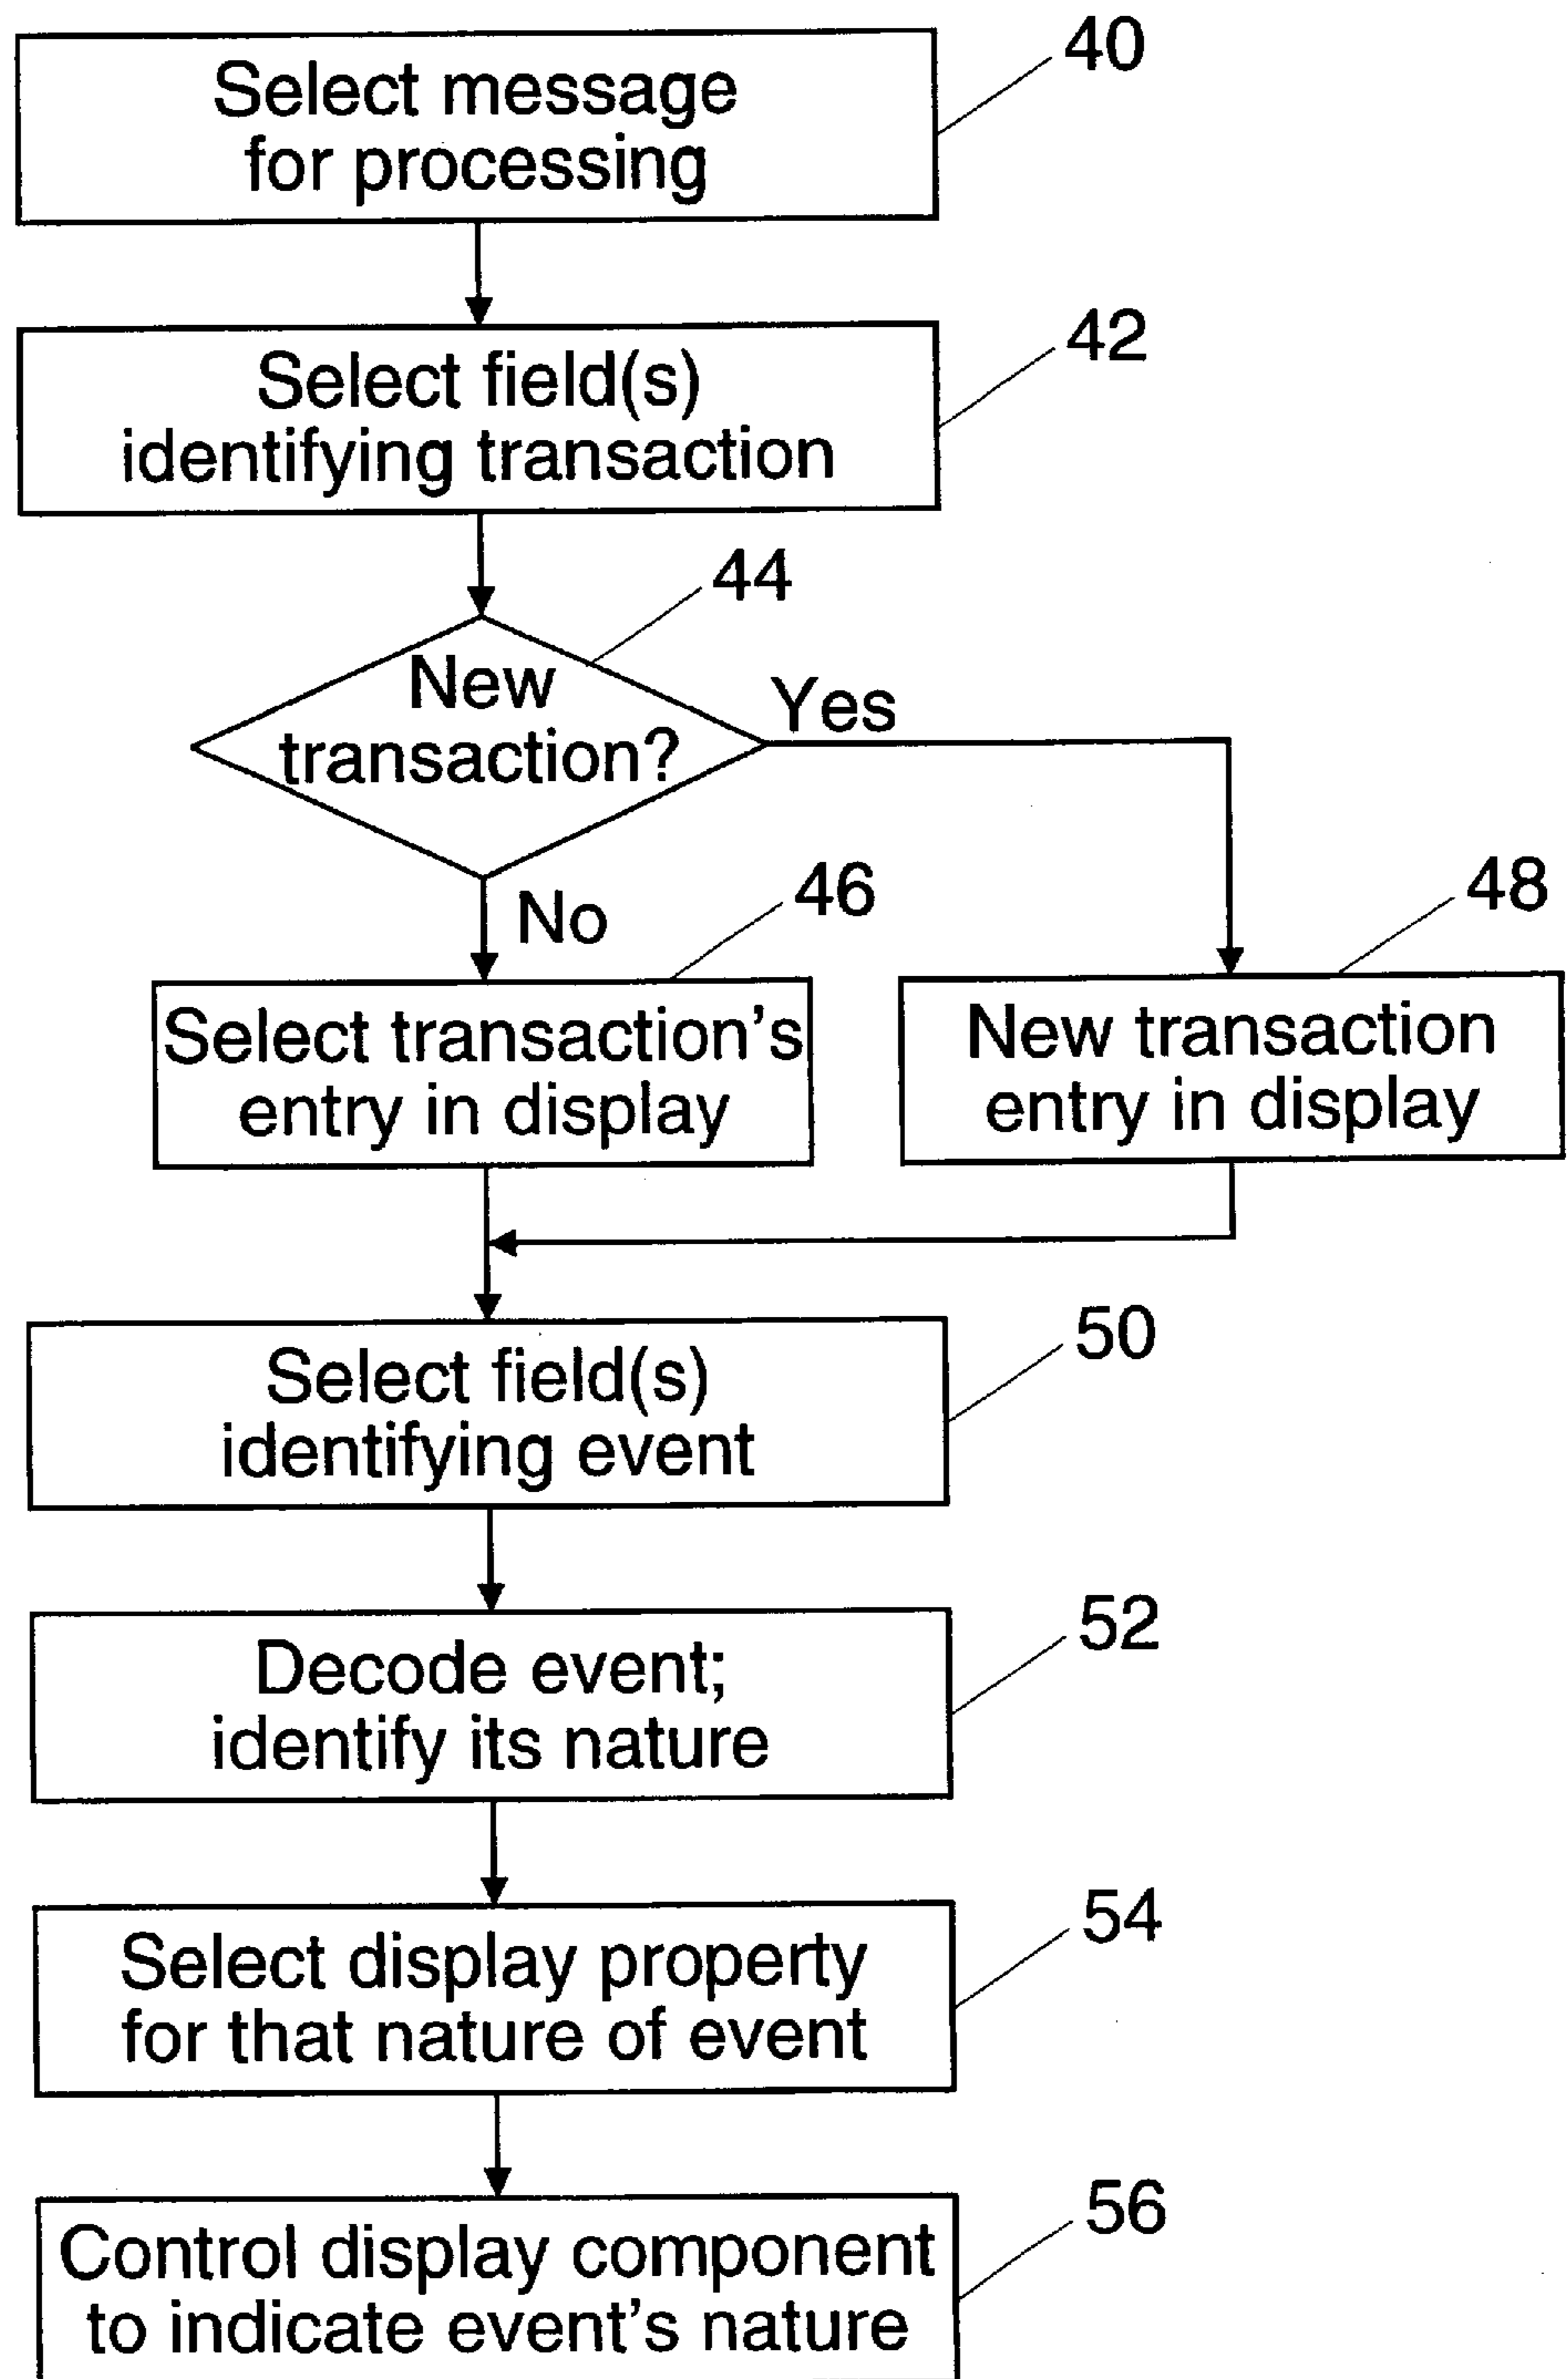 40
Select message
for processing
42
Select field(s)
identifying transaction
44
New
transaction?
Yes
No
46
48
Select transaction's
entry in display
New transaction
entry in display
50
Select field(s)
identifying event
52
Decode event;
identify its nature
54
Select display property
for that nature of event
56
Control display component
to indicate event's nature